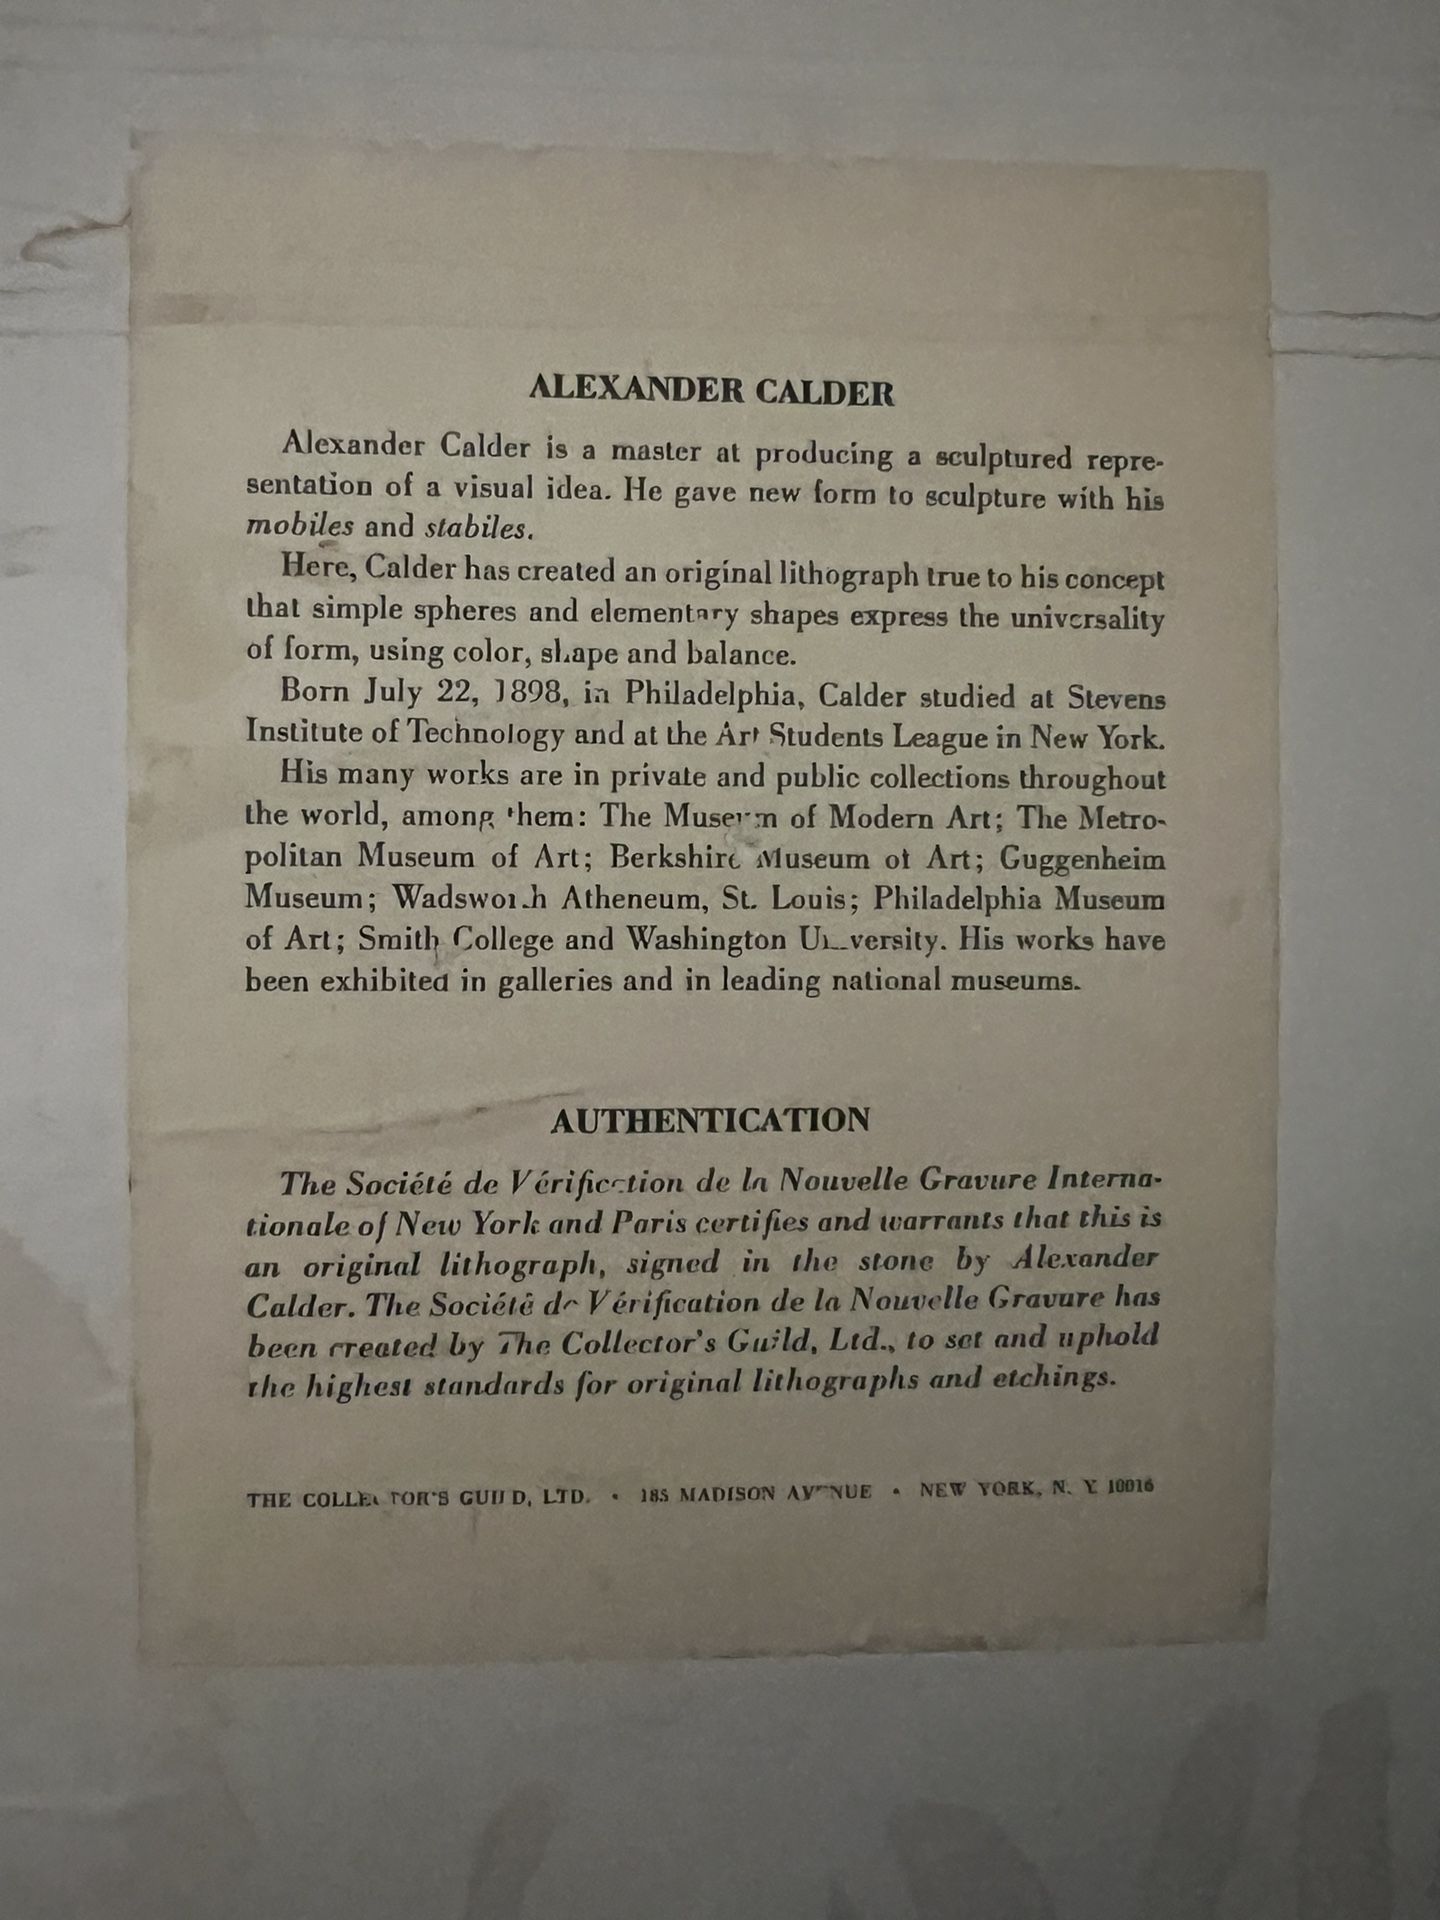 ALEXANDER CALDER
Alexander Calder is a master at producing a sculptured repre-
sentation of a visual idea. He gave new form to sculpture with his
mobiles and stabiles.
Here, Calder has created an original lithograph true to his concept
that simple spheres and elementary shapes express the universality
of form, using color, shape and balance.
Born July 22, 1898, in Philadelphia, Calder studied at Stevens
Institute of Technology and at the Art Students League in New York.
His many works are in private and public collections throughout
the world, among them: The Museum of Modern Art; The Metro-
politan Museum of Art; Berkshire Museum of Art; Guggenheim
Museum; Wadsworth Atheneum, St. Louis; Philadelphia Museum
of Art; Smith College and Washington University. His works have
been exhibited in galleries and in leading national museums.
AUTHENTICATION
The Société de Vérification de la Nouvelle Gravure Interna-
tionale of New York and Paris certifies and warrants that this is
an original lithograph, signed in the stone by Alexander
Calder. The Société de Vérification de la Nouvelle Gravure has
been created by The Collector's Guild, Ltd., to set and uphold
the highest standards for original lithographs and etchings.
THE COLLECTOR'S GUILD, LTD. • 185 MADISON AVENUE • NEW YORK, N. Y. 10016